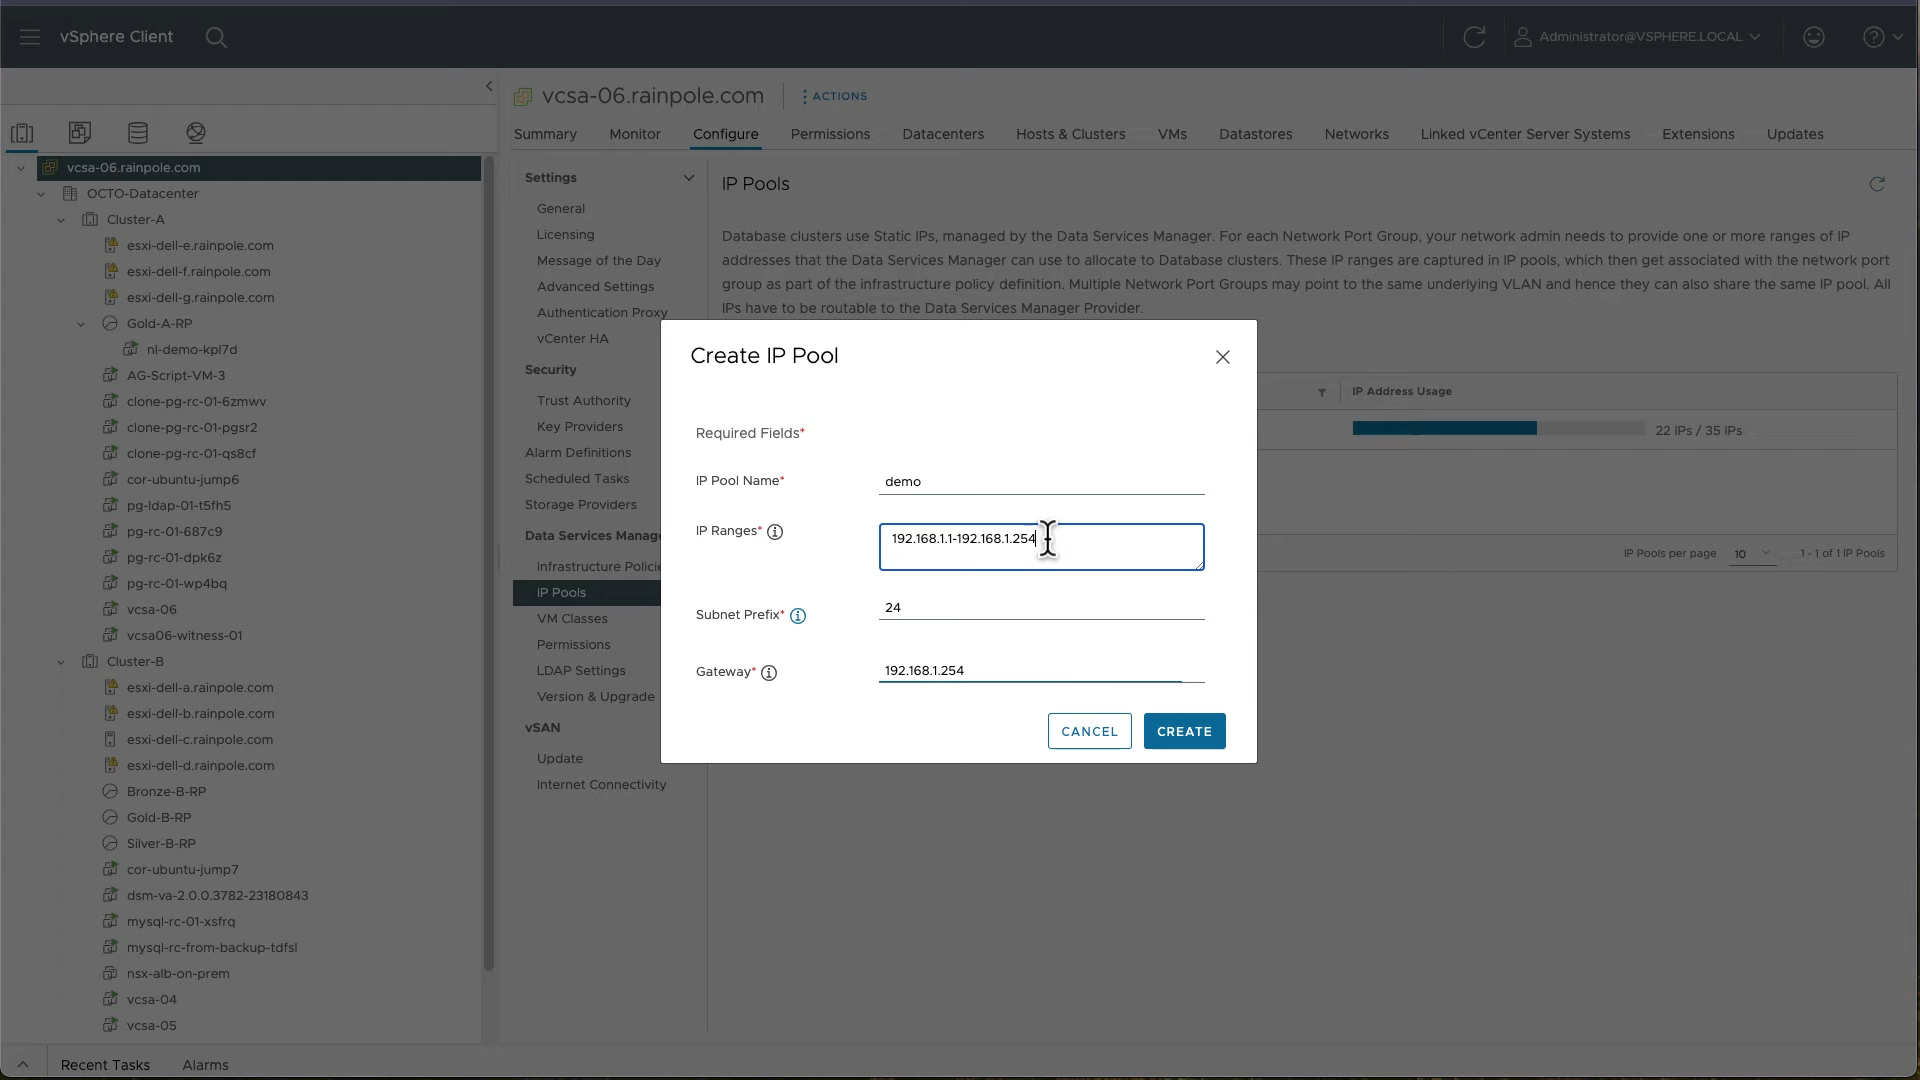 vSphere Client
Administrator@VSPHERE.LOCAL
vcsa-06.rainpole.com
ACTIONS
Summary Monitor Configure Permissions Datacenters Hosts & Clusters VMs Datastores Networks Linked vCenter Server Systems Extensions Updates
vcsa-06.rainpole.com
OCTO-Datacenter
Cluster-A
esxi-dell-e.rainpole.com
esxi-dell-f.rainpole.com
esxi-dell-g.rainpole.com
Gold-A-RP
nl-demo-kpl7d
AG-Script-VM-3
clone-pg-rc-01-6zmwv
clone-pg-rc-01-pgsr2
clone-pg-rc-01-qs8cf
cor-ubuntu-jump6
pg-ldap-01-t5fh5
pg-rc-01-687c9
pg-rc-01-dpk6z
pg-rc-01-wp4bq
vcsa-06
vcsa06-witness-01
Cluster-B
esxi-dell-a.rainpole.com
esxi-dell-b.rainpole.com
esxi-dell-c.rainpole.com
esxi-dell-d.rainpole.com
Bronze-B-RP
Gold-B-RP
Silver-B-RP
cor-ubuntu-jump7
dsm-va-2.0.0.3782-23180843
mysql-rc-01-xsfrq
mysql-rc-from-backup-tdfsl
nsx-alb-on-prem
vcsa-04
vcsa-05
Settings
General
Licensing
Message of the Day
Advanced Settings
Authentication Proxy
vCenter HA
Security
Trust Authority
Key Providers
Alarm Definitions
Scheduled Tasks
Storage Providers
Data Services Manag
Infrastructure Policie
IP Pools
VM Classes
Permissions
LDAP Settings
Version & Upgrade
vSAN
Update
Internet Connectivity
IP Pools
Database clusters use Static IPs, managed by the Data Services Manager. For each Network Port Group, your network admin needs to provide one or more ranges of IP
addresses that the Data Services Manager can use to allocate to Database clusters. These IP ranges are captured in IP pools, which then get associated with the network port
group as part of the infrastructure policy definition. Multiple Network Port Groups may point to the same underlying VLAN and hence they can also share the same IP pool. All
IPs have to be routable to the Data Services Manager Provider.
IP Address Usage
22 IPs / 35 IPs
IP Pools per page 10 1 - 1 of 1 IP Pools
Create IP Pool
Required Fields*
IP Pool Name* demo
IP Ranges* 192.168.1.1-192.168.1.254
Subnet Prefix* 24
Gateway* 192.168.1.254
CANCEL CREATE
Recent Tasks Alarms